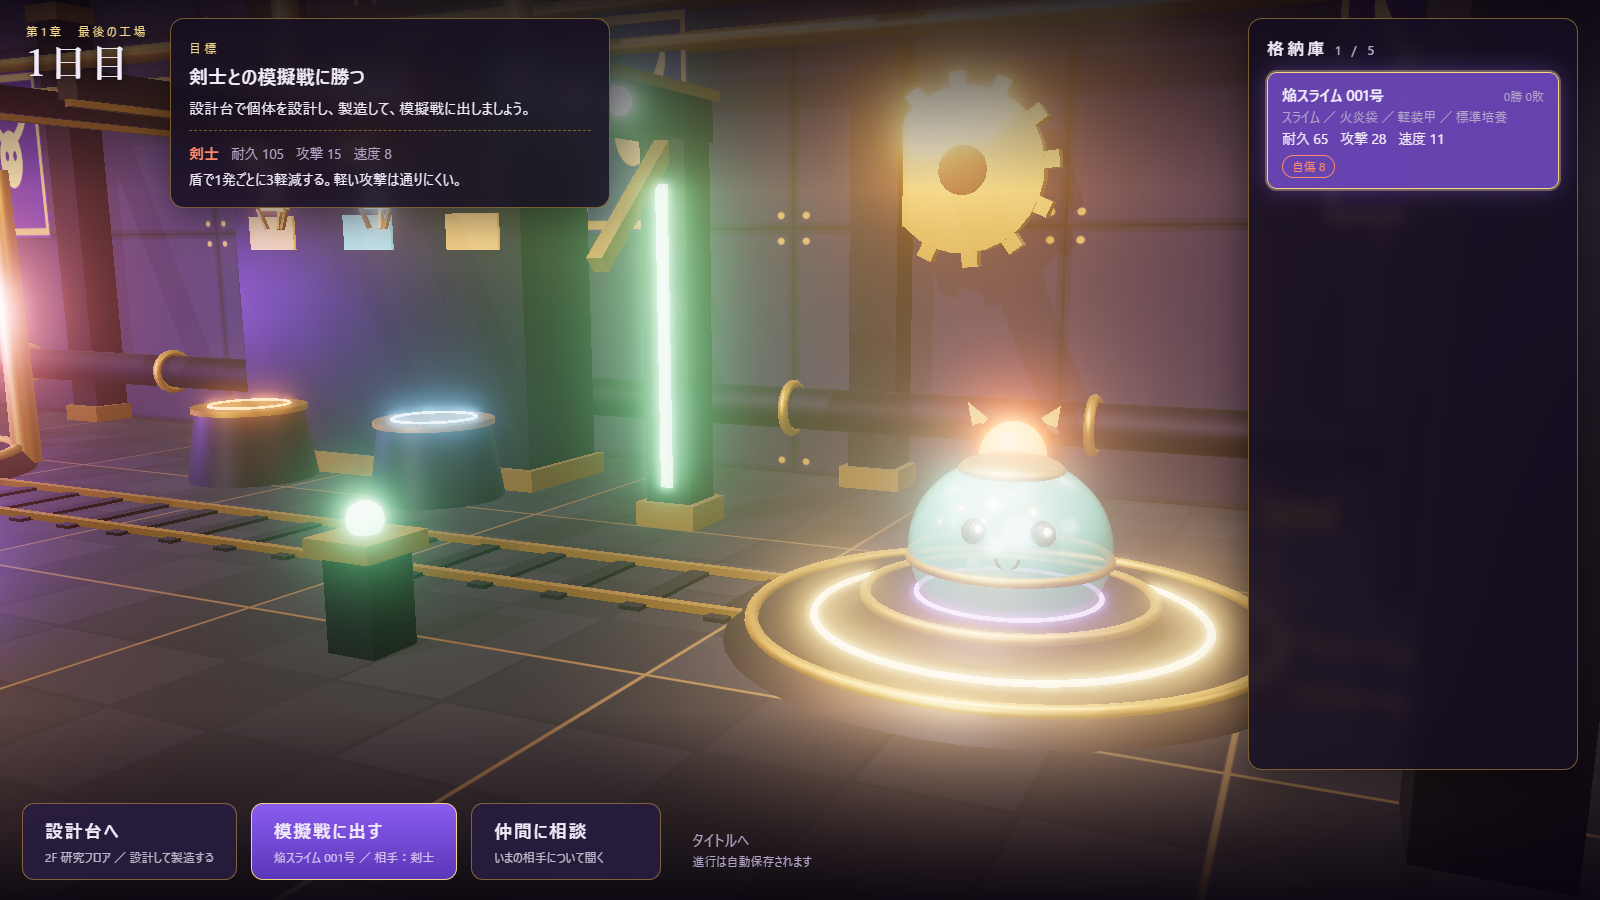 第1章 最後の工場
1日目
目標
剣士との模擬戦に勝つ
設計台で個体を設計し、製造して、模擬戦に出しましょう。
剣士 耐久 105 攻撃 15 速度 8
盾で1発ごとに3軽減する。軽い攻撃は通りにくい。
格納庫 1 / 5
焔スライム 001号 0勝 0敗
スライム ／ 火炎袋 ／ 軽装甲 ／ 標準培養
耐久 65 攻撃 28 速度 11
自傷 8
設計台へ
2F 研究フロア ／ 設計して製造する
模擬戦に出す
焔スライム 001号 ／ 相手：剣士
仲間に相談
いまの相手について聞く
タイトルへ
進行は自動保存されます